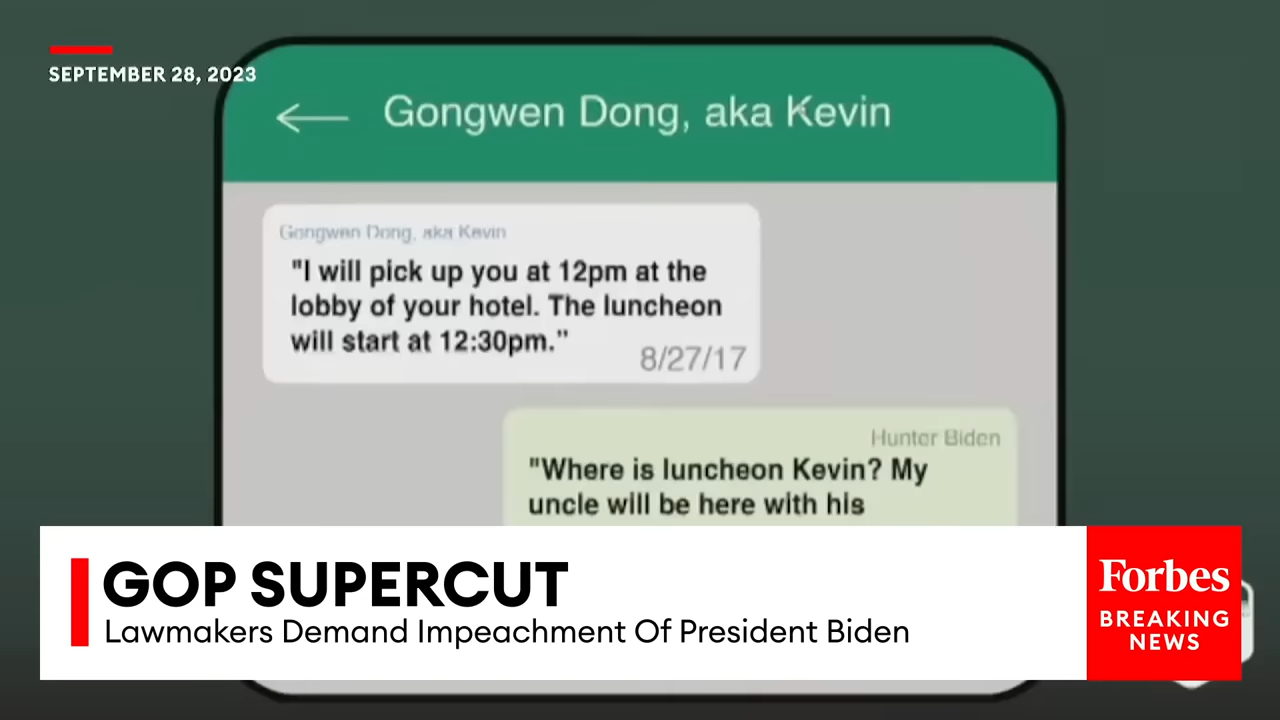 SEPTEMBER 28, 2023
Gongwen Dong, aka Kevin
Gongwen Dong, aka Kevin
"I will pick up you at 12pm at the
lobby of your hotel. The luncheon
will start at 12:30pm."
8/27/17
Hunter Biden
"Where is luncheon Kevin? My
uncle will be here with his
GOP SUPERCUT
Lawmakers Demand Impeachment Of President Biden
Forbes
BREAKING
NEWS